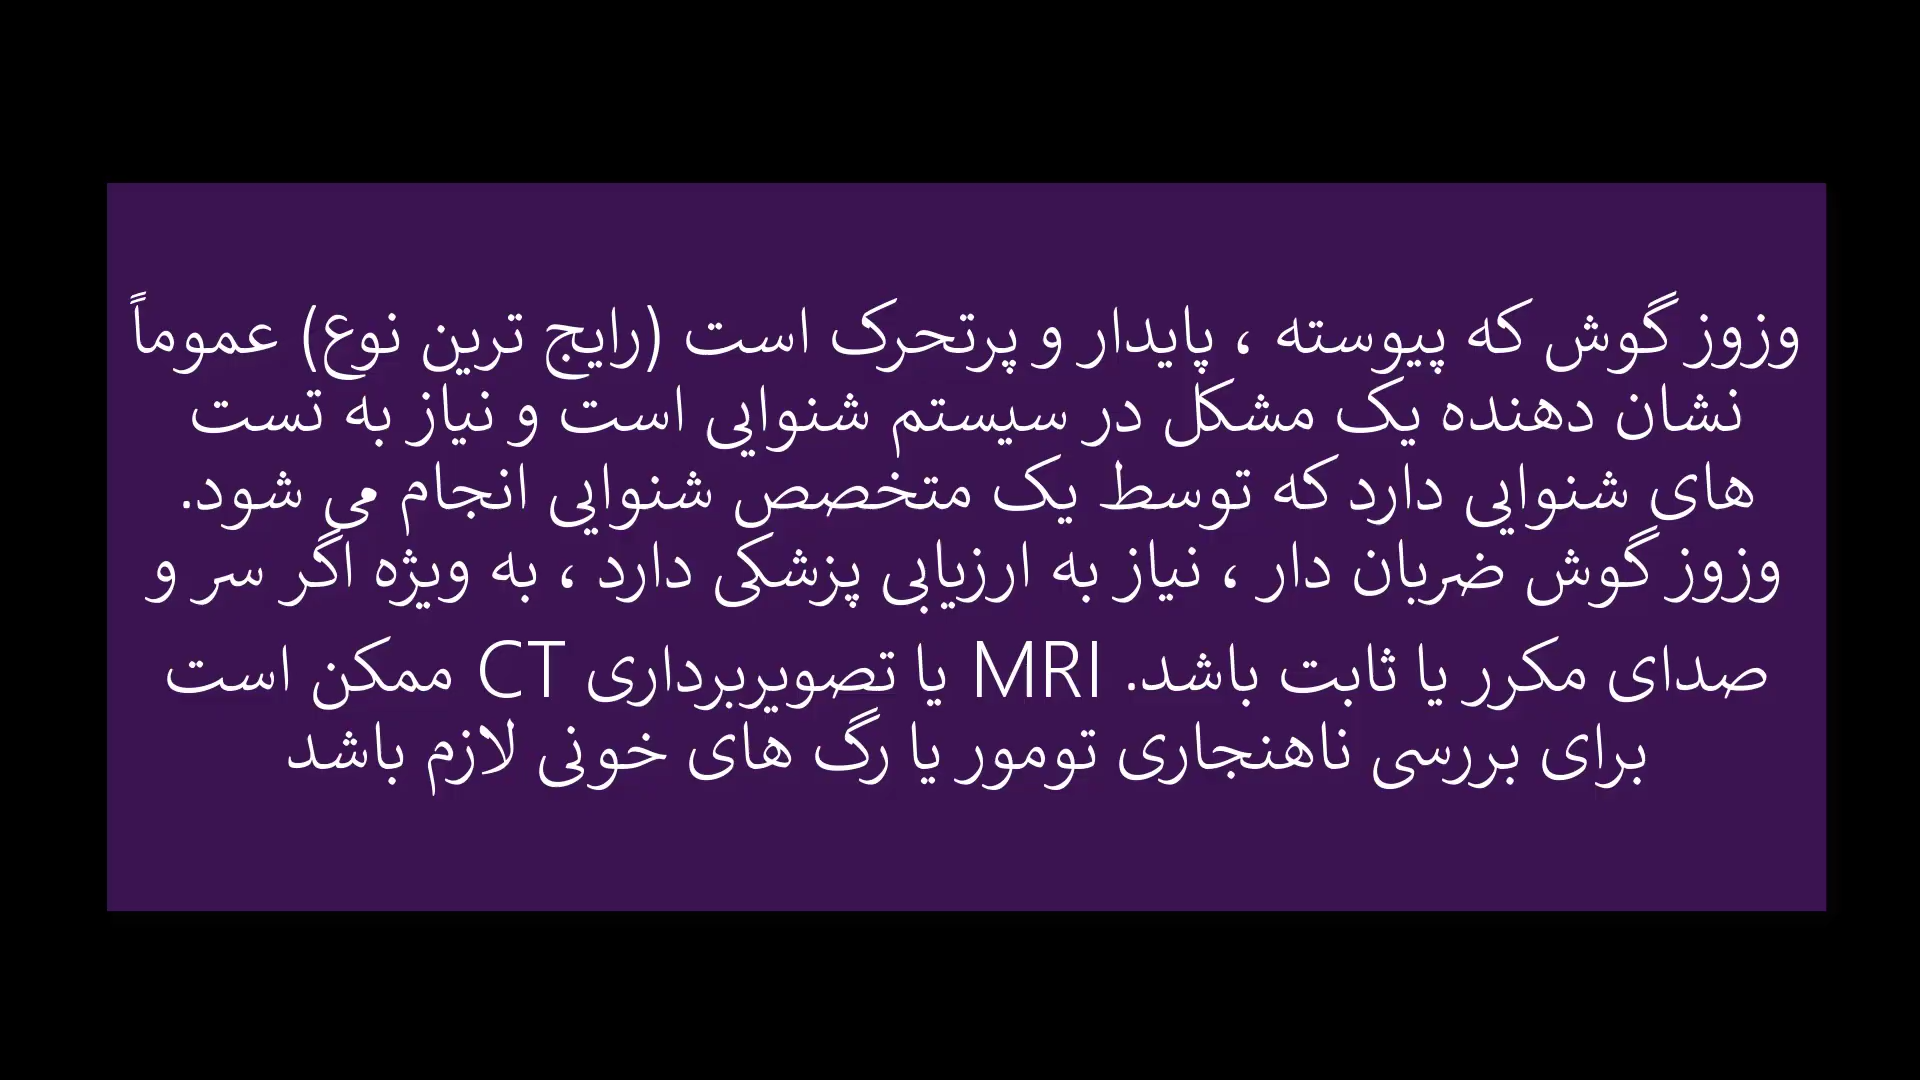 وزوز گوش که پیوسته ، پایدار و پرتحرک است (رایج ترین نوع) عموماً
نشان دهنده یک مشکل در سیستم شنوایی است و نیاز به تست
های شنوایی دارد که توسط یک متخصص شنوایی انجام می شود.
وزوز گوش ضربان دار ، نیاز به ارزیابی پزشکی دارد ، به ویژه اگر سر و
صدای مکرر یا ثابت باشد. MRI یا تصویربرداری CT ممکن است
برای بررسی ناهنجاری تومور یا رگ های خونی لازم باشد